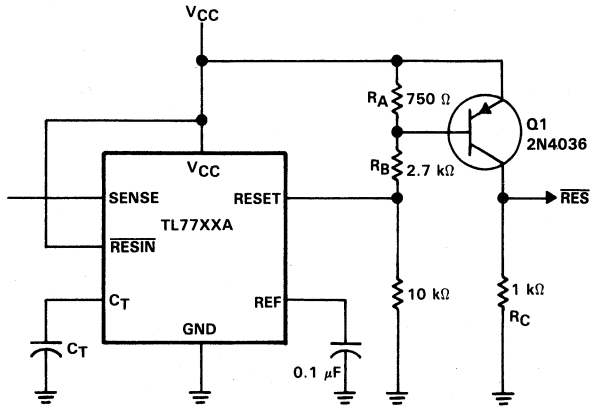 VCC
RA 750 Ω
Q1
2N4036
VCC
RB 2.7 kΩ
SENSE
RESET
RES
TL77XXA
RESIN
CT
REF
10 kΩ
1 kΩ
RC
GND
CT
0.1 μF